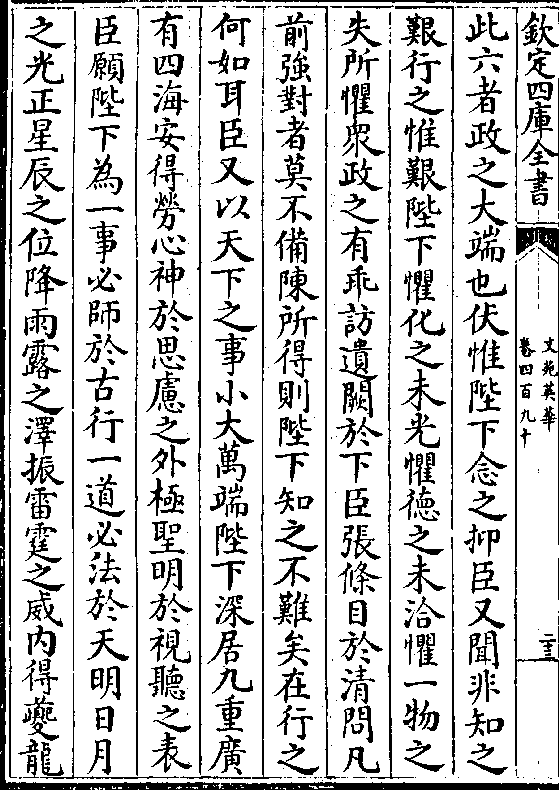 欽定四庫全書
文苑英華
卷四百九十
二十三
此六者政之大端也伏惟陛下念之抑臣又聞非知之
艱行之惟艱陛下懼化之未光懼德之未洽懼一物之
失所懼衆政之有乖訪遺闕於下臣張條目於清問凡
前強對者莫不備陳所得則陛下知之不難矣在行之
何如耳臣又以天下之事小大萬端陛下深居九重廣
有四海安得勞心神於思慮之外極聖明於視聽之表
臣願陛下為一事必師於古行一道必法於天明日月
之光正星辰之位降雨露之澤振雷霆之威內得夔龍